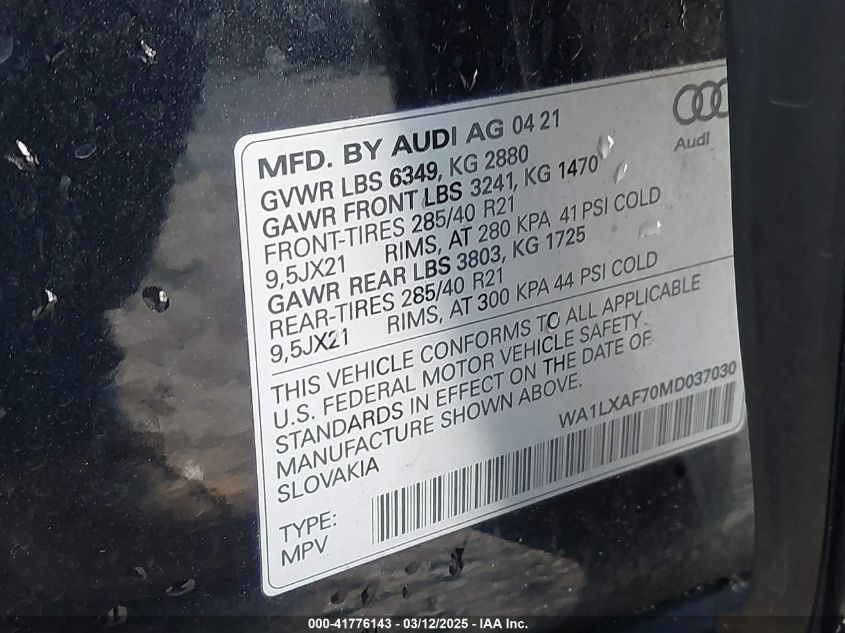 Audi
MFD. BY AUDI AG 04 21
GVWR LBS 6349, KG 2880
GAWR FRONT LBS 3241, KG 1470
FRONT-TIRES 285/40 R21
9,5JX21 RIMS, AT 280 KPA 41 PSI COLD
GAWR REAR LBS 3803, KG 1725
REAR-TIRES 285/40 R21
9,5JX21 RIMS, AT 300 KPA 44 PSI COLD
THIS VEHICLE CONFORMS TO ALL APPLICABLE
U.S. FEDERAL MOTOR VEHICLE SAFETY
STANDARDS IN EFFECT ON THE DATE OF
MANUFACTURE SHOWN ABOVE.
SLOVAKIA
WA1LXAF70MD037030
TYPE:
MPV
000-41776143 - 03/12/2025 - IAA Inc.